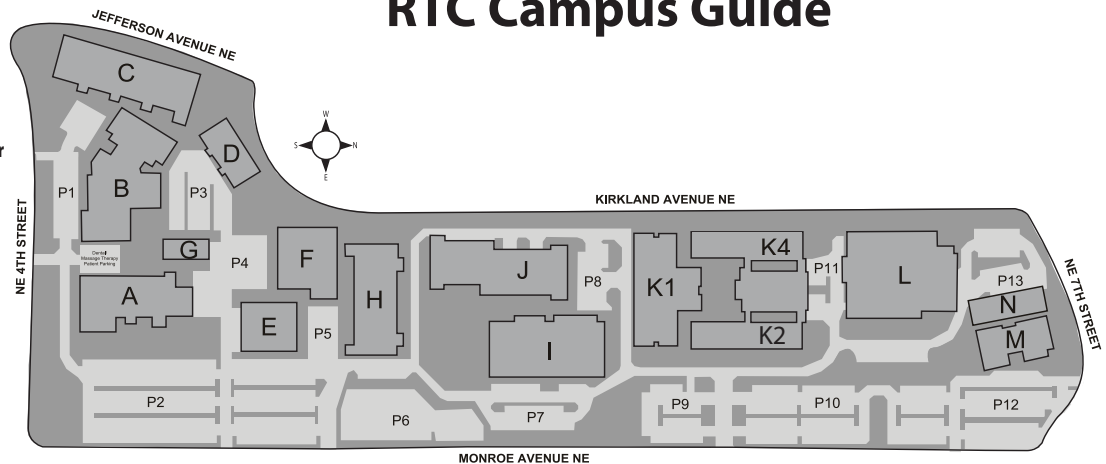 RTC Campus Guide
JEFFERSON AVENUE NE
C
W
S
N
E
r
D
B
P1
P3
KIRKLAND AVENUE NE
NE 4TH STREET
Dental/
Massage Therapy
Patient Parking
G
P4
F
J
P8
K1
K4
P11
L
P13
NE 7TH STREET
A
H
N
E
P5
I
K2
M
P2
P6
P7
P9
P10
P12
MONROE AVENUE NE